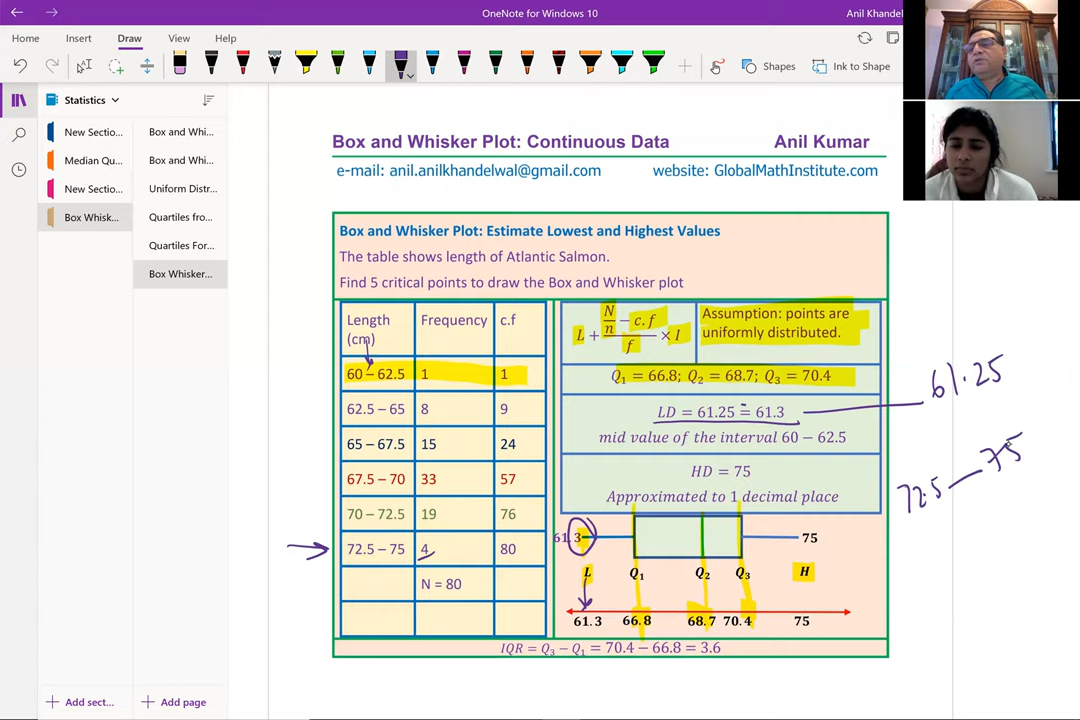 OneNote for Windows 10
Anil Khandel
Home Insert Draw View Help
Shapes Ink to Shape
Statistics
New Sectio...
Median Qu...
New Sectio...
Box Whisk...
Add sect...
Box and Whi...
Box and Whi...
Uniform Distr...
Quartiles fro...
Quartiles For...
Box Whisker...
Add page
Box and Whisker Plot: Continuous Data Anil Kumar
e-mail: anil.anilkhandelwal@gmail.com website: GlobalMathInstitute.com
Box and Whisker Plot: Estimate Lowest and Highest Values
The table shows length of Atlantic Salmon.
Find 5 critical points to draw the Box and Whisker plot
Length (cm) Frequency c.f
60 – 62.5 1 1
62.5 – 65 8 9
65 – 67.5 15 24
67.5 – 70 33 57
70 – 72.5 19 76
72.5 – 75 4 80
N = 80
L + (N/n − c.f)/f × I
Assumption: points are
uniformly distributed.
Q₁ = 66.8; Q₂ = 68.7; Q₃ = 70.4
LD = 61.25 = 61.3
mid value of the interval 60 – 62.5
HD = 75
Approximated to 1 decimal place
61.25
72.5 — 75
61.3 75
L Q₁ Q₂ Q₃ H
61.3 66.8 68.7 70.4 75
IQR = Q₃ − Q₁ = 70.4 − 66.8 = 3.6